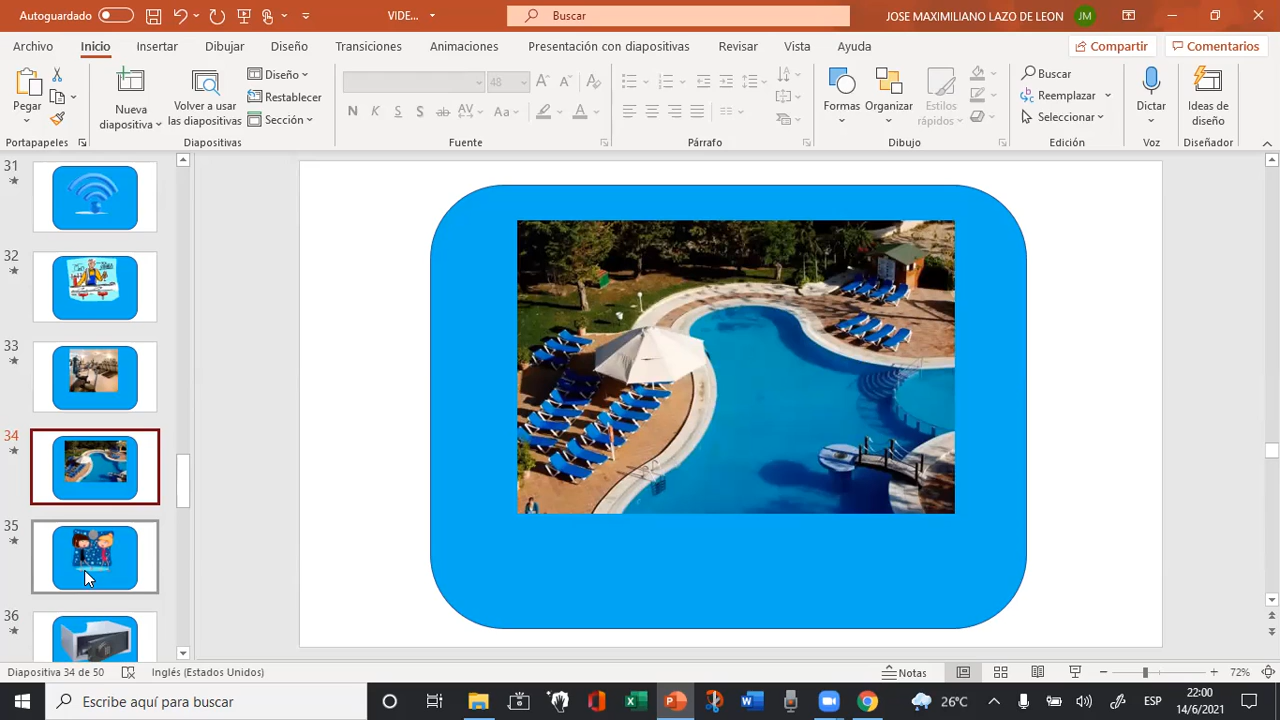 Autoguardado
VIDE...
Buscar
JOSE MAXIMILIANO LAZO DE LEON
JM
Archivo
Inicio
Insertar
Dibujar
Diseño
Transiciones
Animaciones
Presentación con diapositivas
Revisar
Vista
Ayuda
Compartir
Comentarios
Pegar
Nueva diapositiva
Volver a usar las diapositivas
Diseño
Restablecer
Sección
48
N K S S ab AV Aa A
Formas
Organizar
Estilos rápidos
Buscar
Reemplazar
Seleccionar
Dictar
Ideas de diseño
Portapapeles
Diapositivas
Fuente
Párrafo
Dibujo
Edición
Voz
Diseñador
31
32
33
34
35
36
Diapositiva 34 de 50
Inglés (Estados Unidos)
Notas
72%
Escribe aquí para buscar
26°C
ESP
22:00
14/6/2021